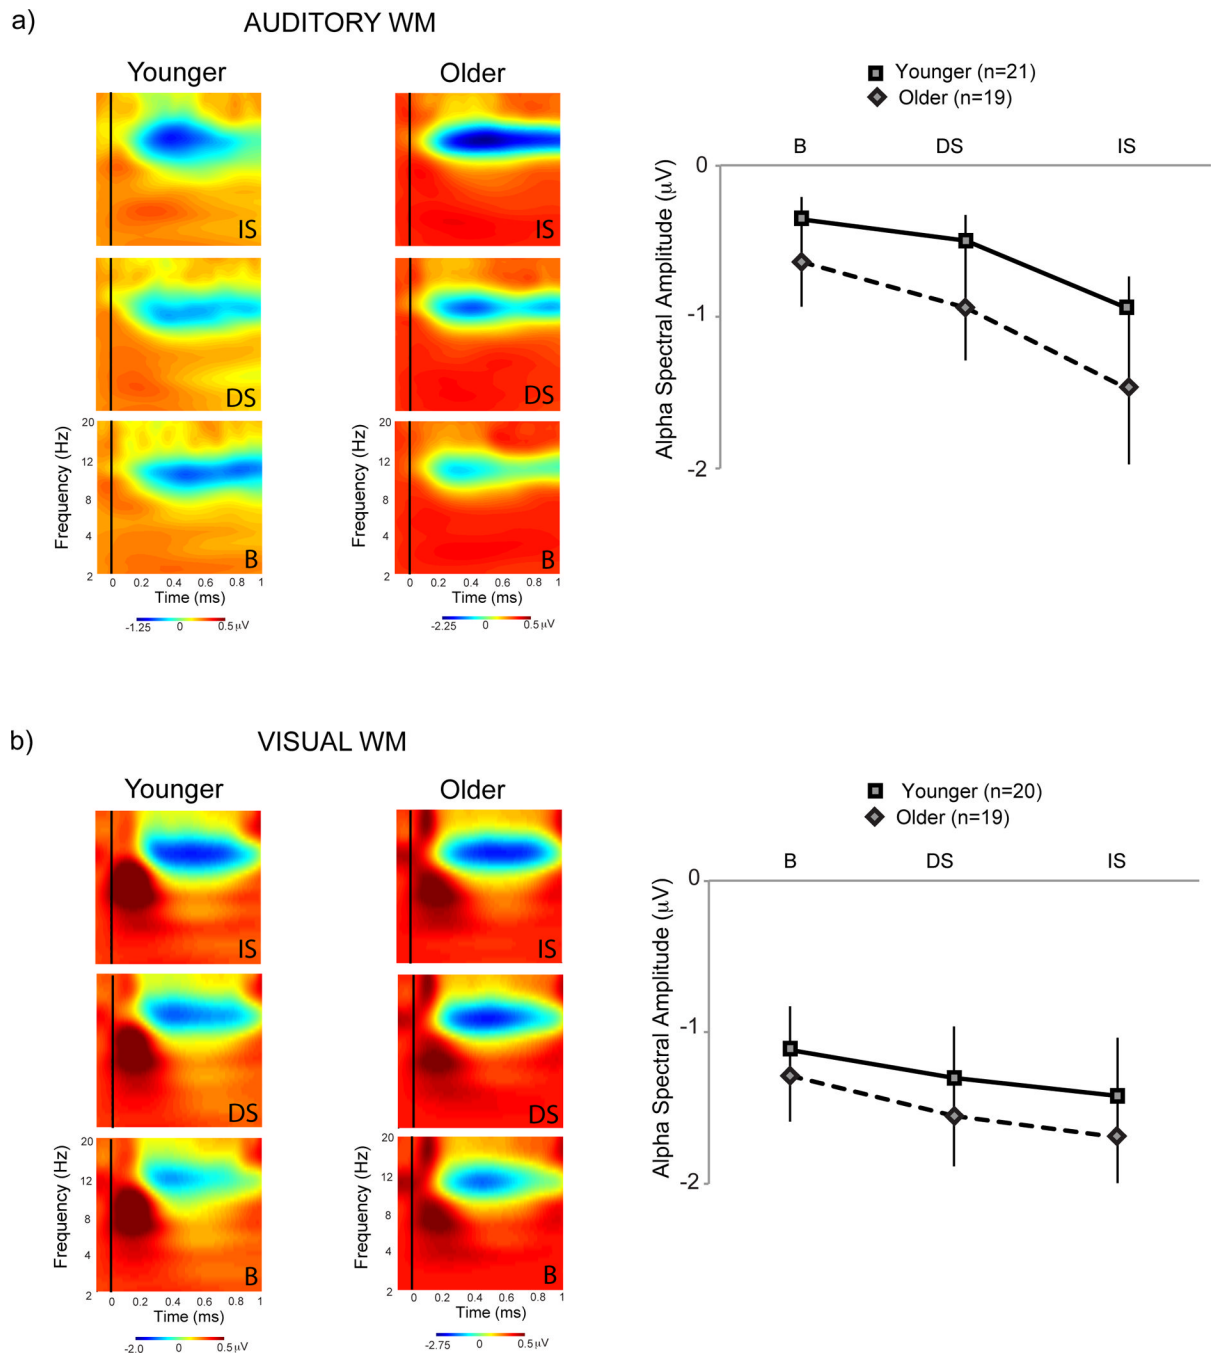 a)
AUDITORY WM
Younger
Older
IS
IS
DS
DS
Frequency (Hz)
20
12
8
4
2
B
0 0.2 0.4 0.6 0.8 1
Time (ms)
-1.25 0 0.5 µV
Frequency (Hz)
20
12
8
4
2
B
0 0.2 0.4 0.6 0.8 1
Time (ms)
-2.25 0 0.5 µV
Younger (n=21)
Older (n=19)
B DS IS
Alpha Spectral Amplitude (µV)
0
-1
-2
b)
VISUAL WM
Younger
Older
IS
IS
DS
DS
Frequency (Hz)
20
12
8
4
2
B
0 0.2 0.4 0.6 0.8 1
Time (ms)
-2.0 0 0.5 µV
Frequency (Hz)
20
12
8
4
2
B
0 0.2 0.4 0.6 0.8 1
Time (ms)
-2.75 0 0.5 µV
Younger (n=20)
Older (n=19)
B DS IS
Alpha Spectral Amplitude (µV)
0
-1
-2